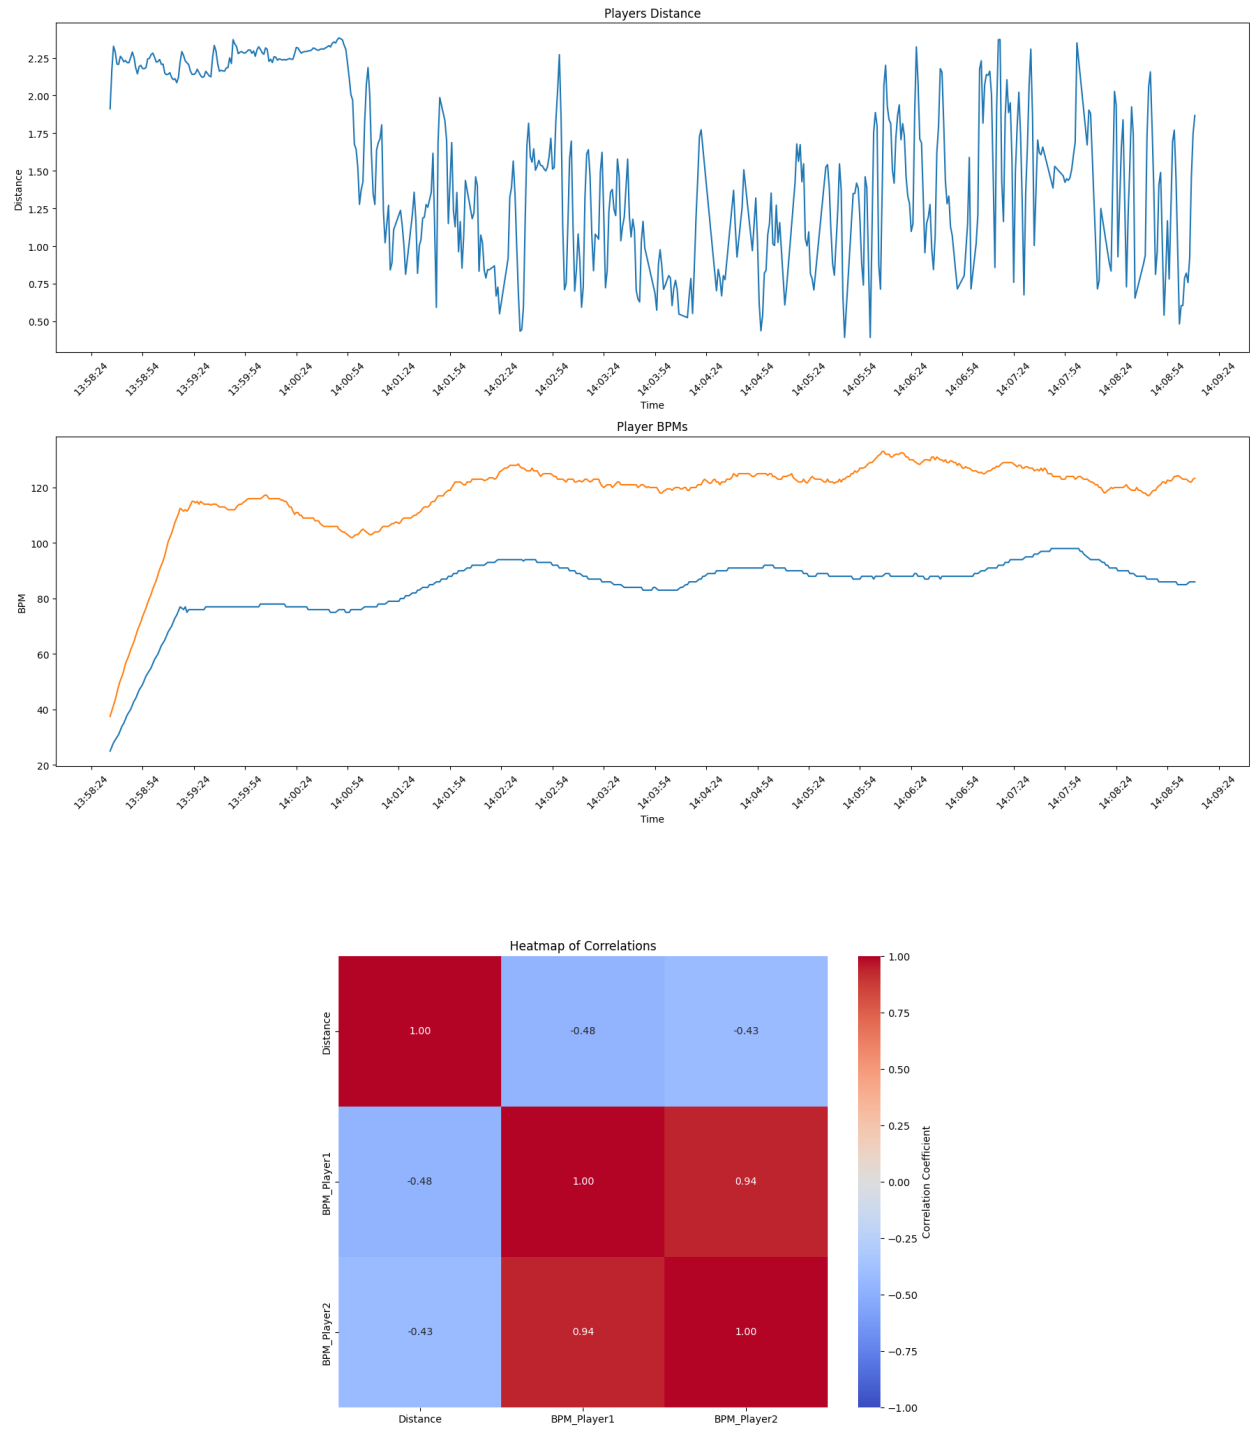 Players Distance
2.25
2.00
1.75
1.50
1.25
1.00
0.75
0.50
Distance
13:58:24 13:58:54 13:59:24 13:59:54 14:00:24 14:00:54 14:01:24 14:01:54 14:02:24 14:02:54 14:03:24 14:03:54 14:04:24 14:04:54 14:05:24 14:05:54 14:06:24 14:06:54 14:07:24 14:07:54 14:08:24 14:08:54 14:09:24
Time
Player BPMs
120
100
80
60
40
20
BPM
13:58:24 13:58:54 13:59:24 13:59:54 14:00:24 14:00:54 14:01:24 14:01:54 14:02:24 14:02:54 14:03:24 14:03:54 14:04:24 14:04:54 14:05:24 14:05:54 14:06:24 14:06:54 14:07:24 14:07:54 14:08:24 14:08:54 14:09:24
Time
Heatmap of Correlations
Distance
1.00 -0.48 -0.43
BPM_Player1
-0.48 1.00 0.94
BPM_Player2
-0.43 0.94 1.00
Distance BPM_Player1 BPM_Player2
1.00
0.75
0.50
0.25
0.00
−0.25
−0.50
−0.75
−1.00
Correlation Coefficient